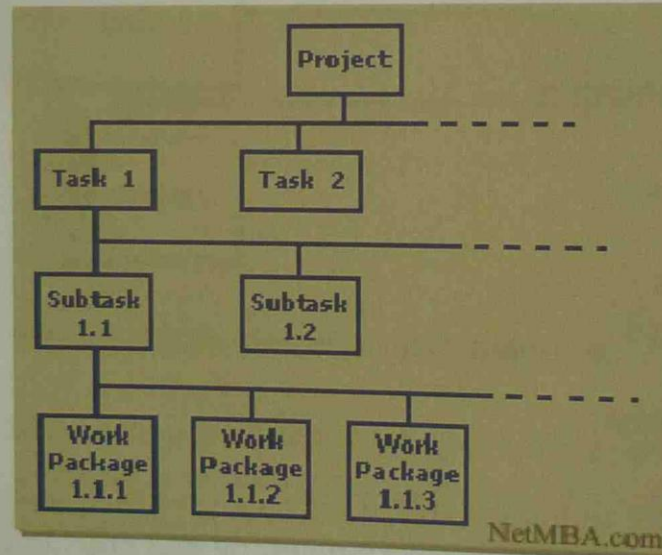 Project
Task 1
Task 2
Subtask
1.1
Subtask
1.2
Work
Package
1.1.1
Work
Package
1.1.2
Work
Package
1.1.3
NetMBA.com